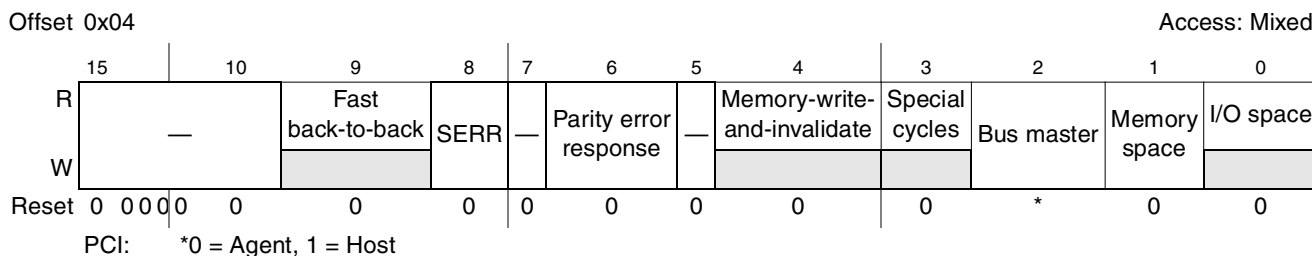 Offset 0x04 Access: Mixed
15 10 9 8 7 6 5 4 3 2 1 0
R Fast Memory-write- Special
— back-to-back SERR — Parity error response — and-invalidate cycles Bus master Memory space I/O space
W
Reset 0 0 0 0 0 0 0 0 0 0 0 0 0 * 0 0
PCI: *0 = Agent, 1 = Host